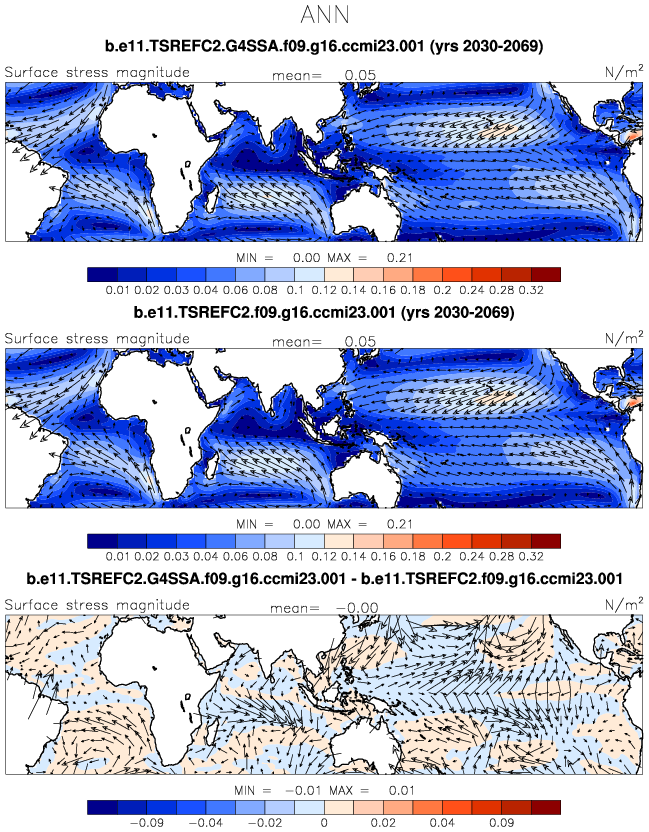 ANN
b.e11.TSREFC2.G4SSA.f09.g16.ccmi23.001 (yrs 2030-2069)
Surface stress magnitude mean= 0.05 N/m²
MIN = 0.00 MAX = 0.21
0.01 0.02 0.03 0.04 0.06 0.08 0.1 0.12 0.14 0.16 0.18 0.2 0.24 0.28 0.32
b.e11.TSREFC2.f09.g16.ccmi23.001 (yrs 2030-2069)
Surface stress magnitude mean= 0.05 N/m²
MIN = 0.00 MAX = 0.21
0.01 0.02 0.03 0.04 0.06 0.08 0.1 0.12 0.14 0.16 0.18 0.2 0.24 0.28 0.32
b.e11.TSREFC2.G4SSA.f09.g16.ccmi23.001 - b.e11.TSREFC2.f09.g16.ccmi23.001
Surface stress magnitude mean= −0.00 N/m²
MIN = −0.01 MAX = 0.01
−0.09 −0.04 −0.02 0 0.02 0.04 0.09